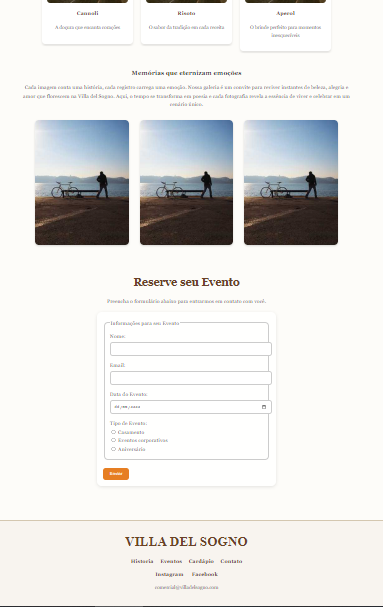 Cannoli
Risoto
Aperol
A doçura que encanta corações
O sabor da tradição em cada receita
O brinde perfeito para momentos
inesquecíveis
Memórias que eternizam emoções
Cada imagem conta uma história, cada registro carrega uma emoção. Nossa galeria é um convite para reviver instantes de beleza, alegria e
amor que floresceram na Villa del Sogno. Aqui, o tempo se transforma em poesia e cada fotografia revela a essência de viver e celebrar em um
cenário único.
Reserve seu Evento
Preencha o formulário abaixo para entrarmos em contato com você.
Informações para seu Evento
Nome:
Email:
Data do Evento:
dd/mm/aaaa
Tipo de Evento:
Casamento
Eventos corporativos
Aniversário
Enviar
VILLA DEL SOGNO
Historia Eventos Cardápio Contato
Instagram Facebook
comercial@villadelsogno.com